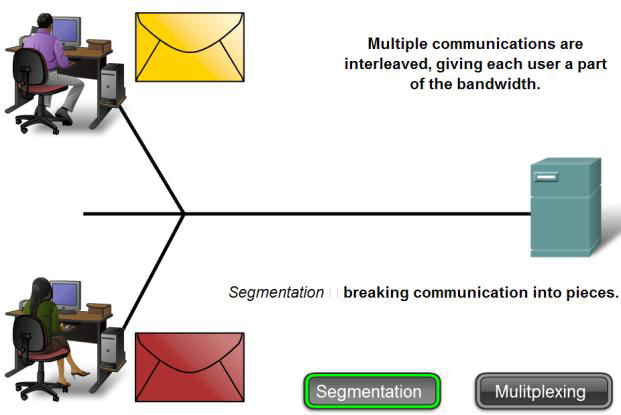 Multiple communications are
interleaved, giving each user a part
of the bandwidth.
Segmentation breaking communication into pieces.
Segmentation
Mulitplexing